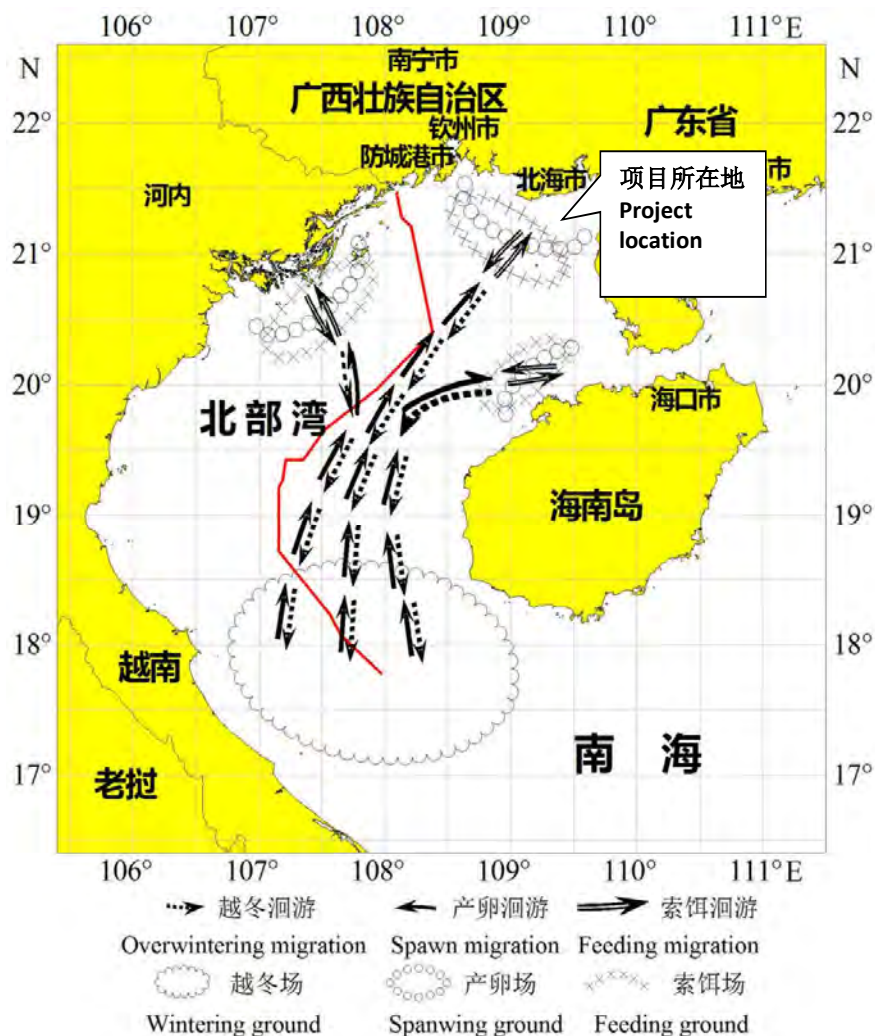 106° 107° 108° 109° 110° 111° E
N N
南宁市
广西壮族自治区
广东省
钦州市
22° 22°
防城港市
北海市
项目所在地
市
Project
location
河内
21° 21°
20° 20°
北部湾
海口市
海南岛
19° 19°
18° 18°
越南
南 海
17° 17°
老挝
106° 107° 108° 109° 110° 111° E
越冬洄游 产卵洄游 索饵洄游
Overwintering migration Spawn migration Feeding migration
越冬场 产卵场 索饵场
Wintering ground Spanwing ground Feeding ground